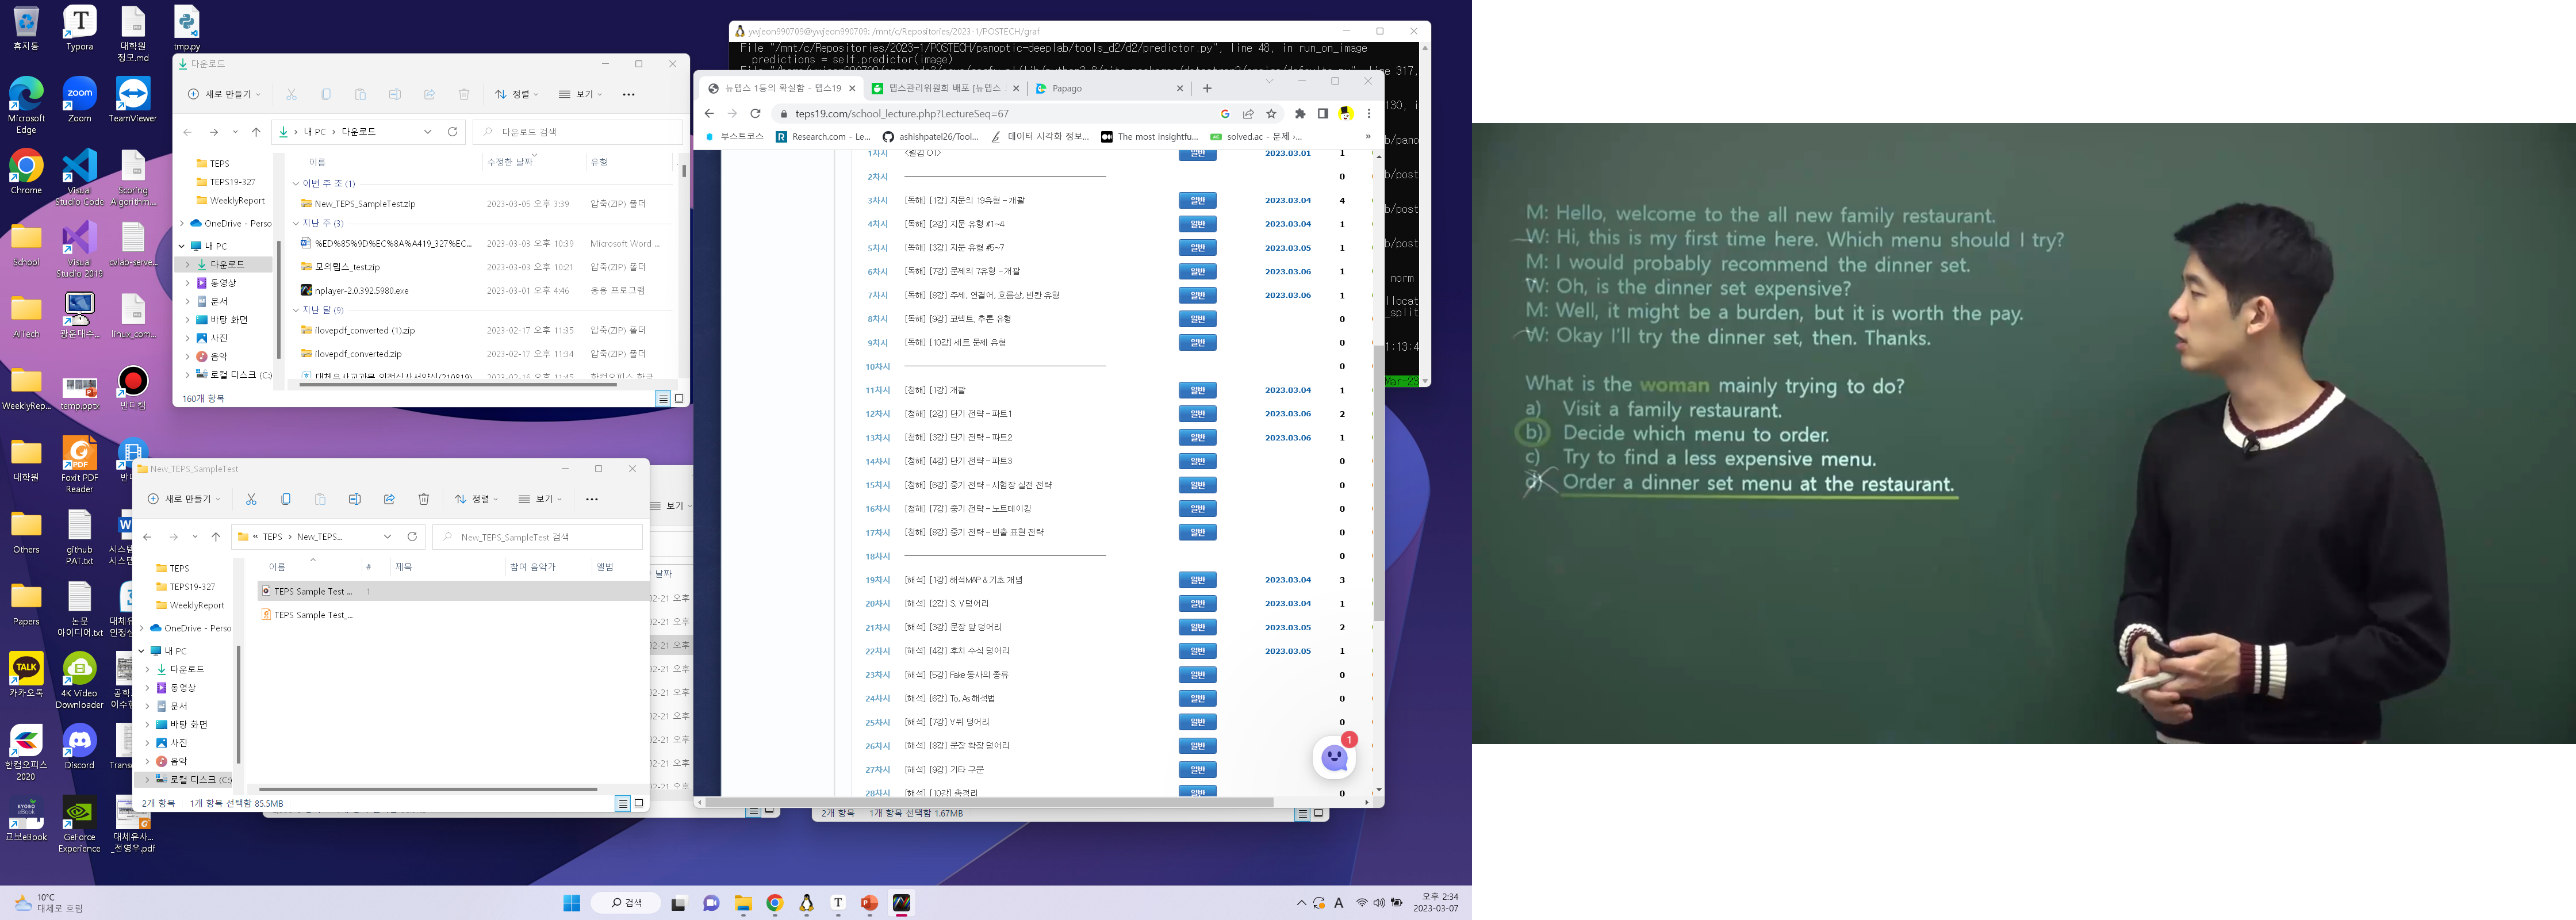 휴지통
Typora
대학원 정모.md
tmp.py
Microsoft Edge
Zoom
TeamViewer
Chrome
Visual Studio Code
Scoring Algorithm...
School
Visual Studio 2019
cvlab-serve...
AITech
광운대수...
linux_com...
WeeklyRep...
temp.pptx
반디캠
대학원
Foxit PDF Reader
Others
github PAT.txt
Papers
논문 아이디어.txt
카카오톡
4K Video Downloader
한컴오피스 2020
Discord
교보eBook
GeForce Experience
대체유사... _전영우.pdf
다운로드
새로 만들기
정렬
보기
내 PC > 다운로드
다운로드 검색
TEPS
TEPS19-327
WeeklyReport
OneDrive - Perso
내 PC
다운로드
동영상
문서
바탕 화면
사진
음악
로컬 디스크 (C:)
이름 수정한 날짜 유형
이번 주 초 (1)
New_TEPS_SampleTest.zip 2023-03-05 오후 3:39 압축(ZIP) 폴더
지난 주 (3)
%ED%85%9D%EC%8A%A419_327%EC... 2023-03-03 오후 10:39 Microsoft Word ...
모의텝스_test.zip 2023-03-03 오후 10:21 압축(ZIP) 폴더
nplayer-2.0.392.5980.exe 2023-03-01 오후 4:46 응용 프로그램
지난 달 (9)
ilovepdf_converted (1).zip 2023-02-17 오후 11:35 압축(ZIP) 폴더
ilovepdf_converted.zip 2023-02-17 오후 11:34 압축(ZIP) 폴더
160개 항목
New_TEPS_SampleTest
새로 만들기
정렬
보기
« TEPS > New_TEPS...
New_TEPS_SampleTest 검색
TEPS
TEPS19-327
WeeklyReport
OneDrive - Perso
내 PC
다운로드
동영상
문서
바탕 화면
사진
음악
로컬 디스크 (C:)
이름 # 제목 참여 음악가 앨범
TEPS Sample Test ... 1
TEPS Sample Test_...
2개 항목 1개 항목 선택함 85.5MB
2개 항목 1개 항목 선택함 1.67MB
ywjeon990709@ywjeon990709: /mnt/c/Repositories/2023-1/POSTECH/graf
File "/mnt/c/Repositories/2023-1/POSTECH/panoptic-deeplab/tools_d2/d2/predictor.py", line 48, in run_on_image
predictions = self.predictor(image)
뉴텝스 1등의 확실함 - 텝스19
텝스관리위원회 배포 [뉴텝스
Papago
teps19.com/school_lecture.php?LectureSeq=67
부스트코스
Research.com - Le...
ashishpatel26/Tool...
데이터 시각화 정보...
The most insightfu...
solved.ac - 문제 ›...
1차시 <웰컴 OT> 일반 2023.03.01 1
2차시 0
3차시 [독해] [1강] 지문의 19유형 - 개괄 일반 2023.03.04 4
4차시 [독해] [2강] 지문 유형 #1~4 일반 2023.03.04 1
5차시 [독해] [3강] 지문 유형 #5~7 일반 2023.03.05 1
6차시 [독해] [7강] 문제의 7유형 - 개괄 일반 2023.03.06 1
7차시 [독해] [8강] 주제, 연결어, 흐름상, 빈칸 유형 일반 2023.03.06 1
8차시 [독해] [9강] 코렉트, 추론 유형 일반 0
9차시 [독해] [10강] 세트 문제 유형 일반 0
10차시 0
11차시 [청해] [1강] 개괄 일반 2023.03.04 1
12차시 [청해] [2강] 단기 전략 - 파트1 일반 2023.03.06 2
13차시 [청해] [3강] 단기 전략 - 파트2 일반 2023.03.06 1
14차시 [청해] [4강] 단기 전략 - 파트3 일반 0
15차시 [청해] [6강] 중기 전략 - 시험장 실전 전략 일반 0
16차시 [청해] [7강] 중기 전략 - 노트테이킹 일반 0
17차시 [청해] [8강] 중기 전략 - 빈출 표현 전략 일반 0
18차시 0
19차시 [해석] [1강] 해석MAP & 기초 개념 일반 2023.03.04 3
20차시 [해석] [2강] S, V 덩어리 일반 2023.03.04 1
21차시 [해석] [3강] 문장 앞 덩어리 일반 2023.03.05 2
22차시 [해석] [4강] 후치 수식 덩어리 일반 2023.03.05 1
23차시 [해석] [5강] Fake 동사의 종류 일반 0
24차시 [해석] [6강] To, As 해석법 일반 0
25차시 [해석] [7강] V뒤 덩어리 일반 0
26차시 [해석] [8강] 문장 확장 덩어리 일반 0
27차시 [해석] [9강] 기타 구문 일반 0
28차시 [해석] [10강] 총정리 일반 0
1
10°C
대체로 흐림
검색
A
오후 2:34
2023-03-07
M: Hello, welcome to the all new family restaurant.
W: Hi, this is my first time here. Which menu should I try?
M: I would probably recommend the dinner set.
W: Oh, is the dinner set expensive?
M: Well, it might be a burden, but it is worth the pay.
W: Okay I'll try the dinner set, then. Thanks.
What is the woman mainly trying to do?
a) Visit a family restaurant.
b) Decide which menu to order.
c) Try to find a less expensive menu.
d) Order a dinner set menu at the restaurant.